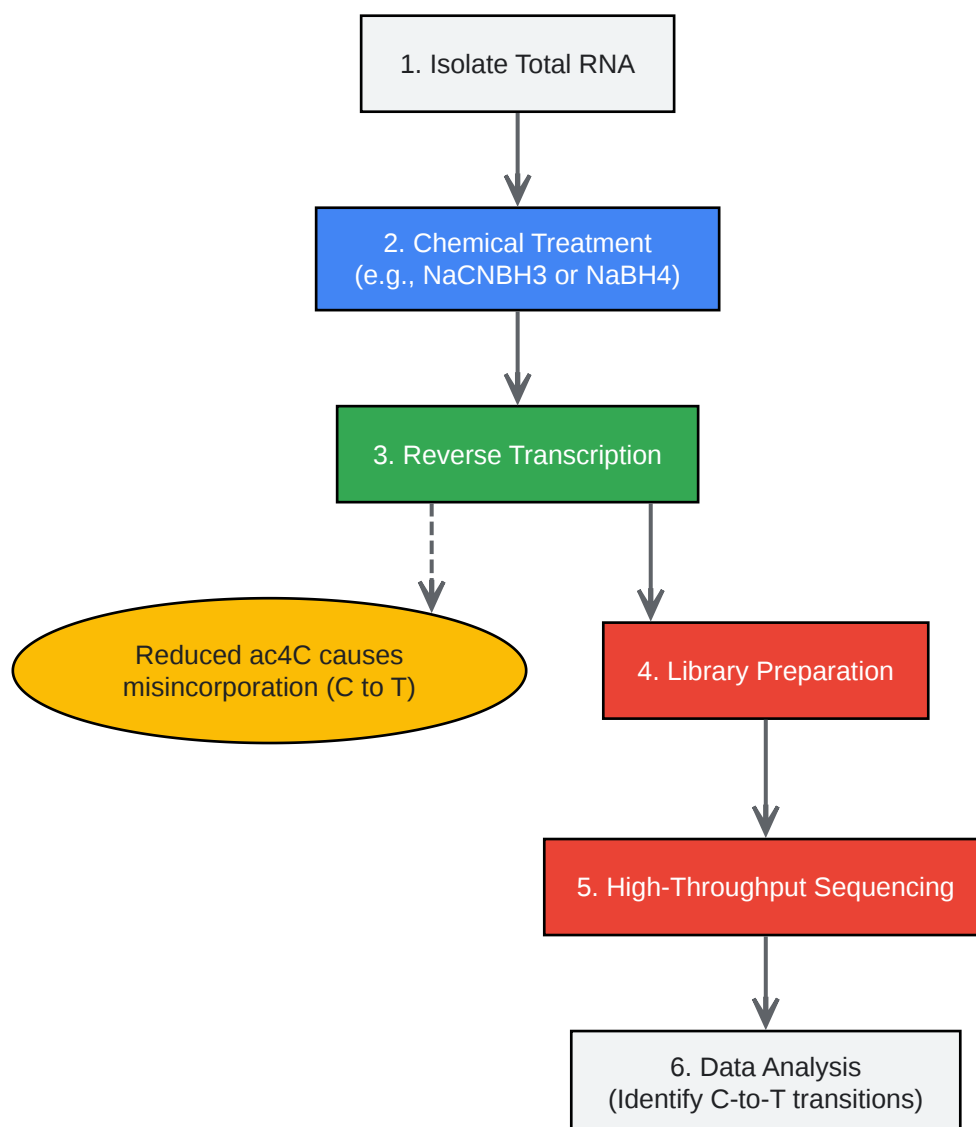 1. Isolate Total RNA
2. Chemical Treatment
(e.g., NaCNBH3 or NaBH4)
3. Reverse Transcription
Reduced ac4C causes
misincorporation (C to T)
4. Library Preparation
5. High-Throughput Sequencing
6. Data Analysis
(Identify C-to-T transitions)